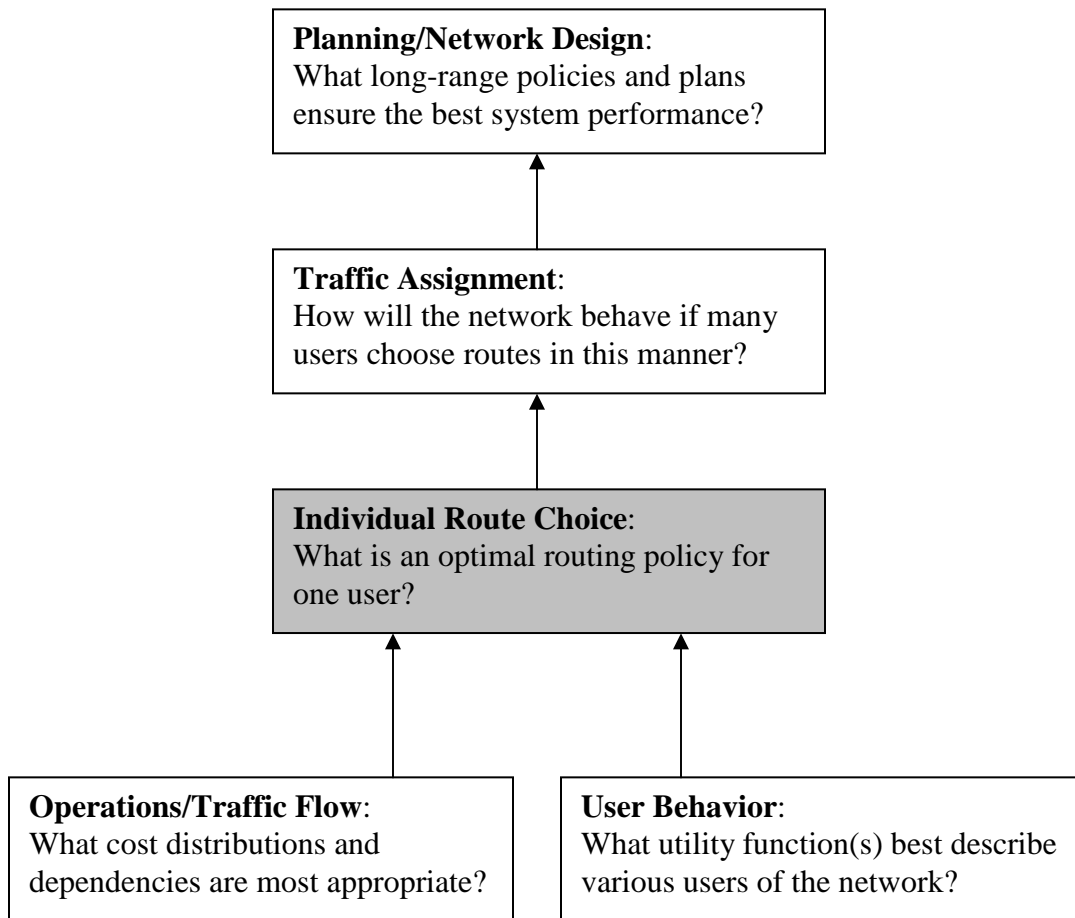 Planning/Network Design:
What long-range policies and plans
ensure the best system performance?
Traffic Assignment:
How will the network behave if many
users choose routes in this manner?
Individual Route Choice:
What is an optimal routing policy for
one user?
Operations/Traffic Flow:
What cost distributions and
dependencies are most appropriate?
User Behavior:
What utility function(s) best describe
various users of the network?